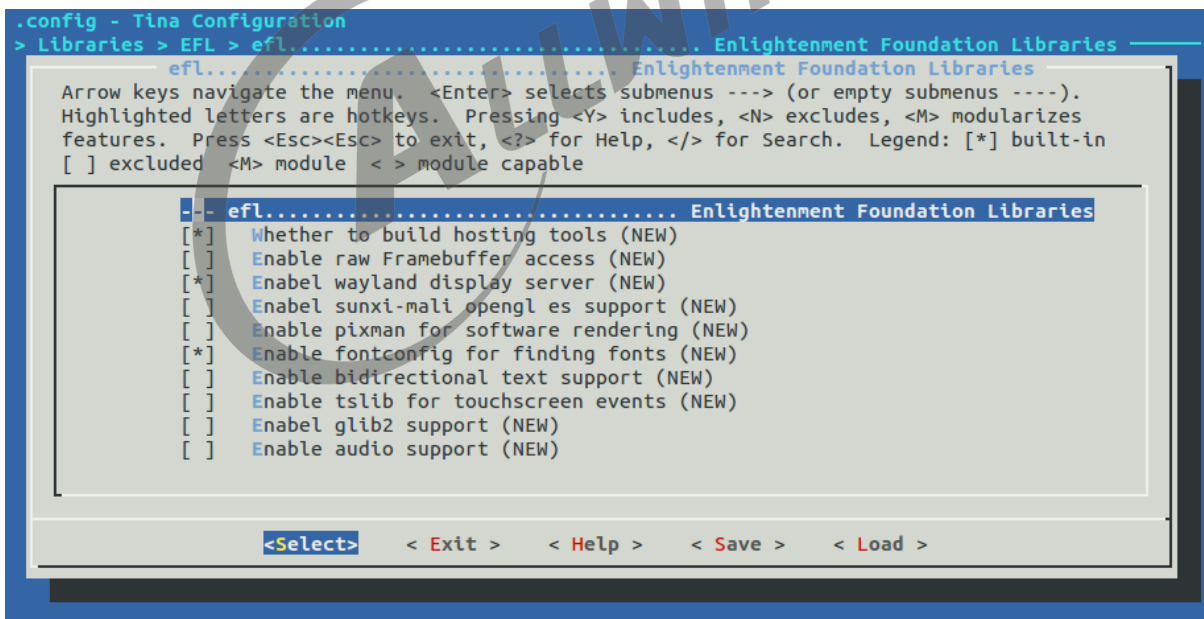 .config - Tina Configuration
> Libraries > EFL > efl................................... Enlightenment Foundation Libraries
efl................................... Enlightenment Foundation Libraries
Arrow keys navigate the menu.  <Enter> selects submenus ---> (or empty submenus ----).
Highlighted letters are hotkeys.  Pressing <Y> includes, <N> excludes, <M> modularizes
features.  Press <Esc><Esc> to exit, <?> for Help, </> for Search.  Legend: [*] built-in
[ ] excluded  <M> module  < > module capable
--- efl................................... Enlightenment Foundation Libraries
[*]   Whether to build hosting tools (NEW)
[ ]   Enable raw Framebuffer access (NEW)
[*]   Enabel wayland display server (NEW)
[ ]   Enabel sunxi-mali opengl es support (NEW)
[ ]   Enable pixman for software rendering (NEW)
[*]   Enable fontconfig for finding fonts (NEW)
[ ]   Enable bidirectional text support (NEW)
[ ]   Enable tslib for touchscreen events (NEW)
[ ]   Enabel glib2 support (NEW)
[ ]   Enable audio support (NEW)
<Select>    < Exit >    < Help >    < Save >    < Load >